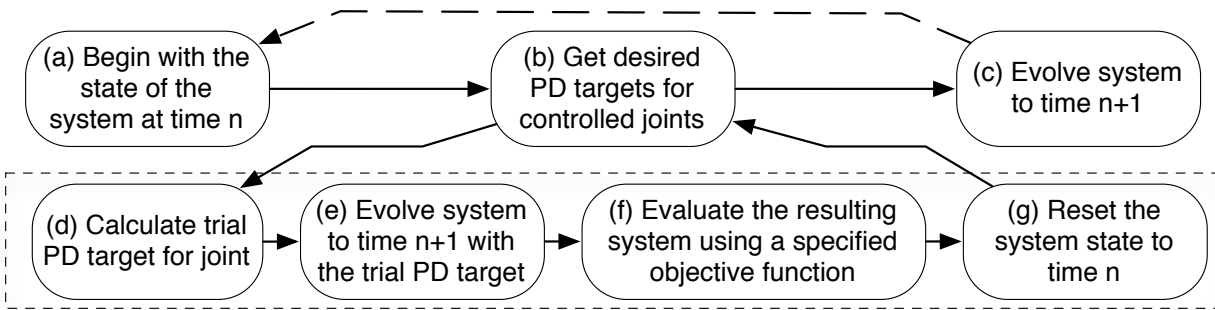 (a) Begin with the
state of the
system at time n
(b) Get desired
PD targets for
controlled joints
(c) Evolve system
to time n+1
(d) Calculate trial
PD target for joint
(e) Evolve system
to time n+1 with
the trial PD target
(f) Evaluate the resulting
system using a specified
objective function
(g) Reset the
system state to
time n